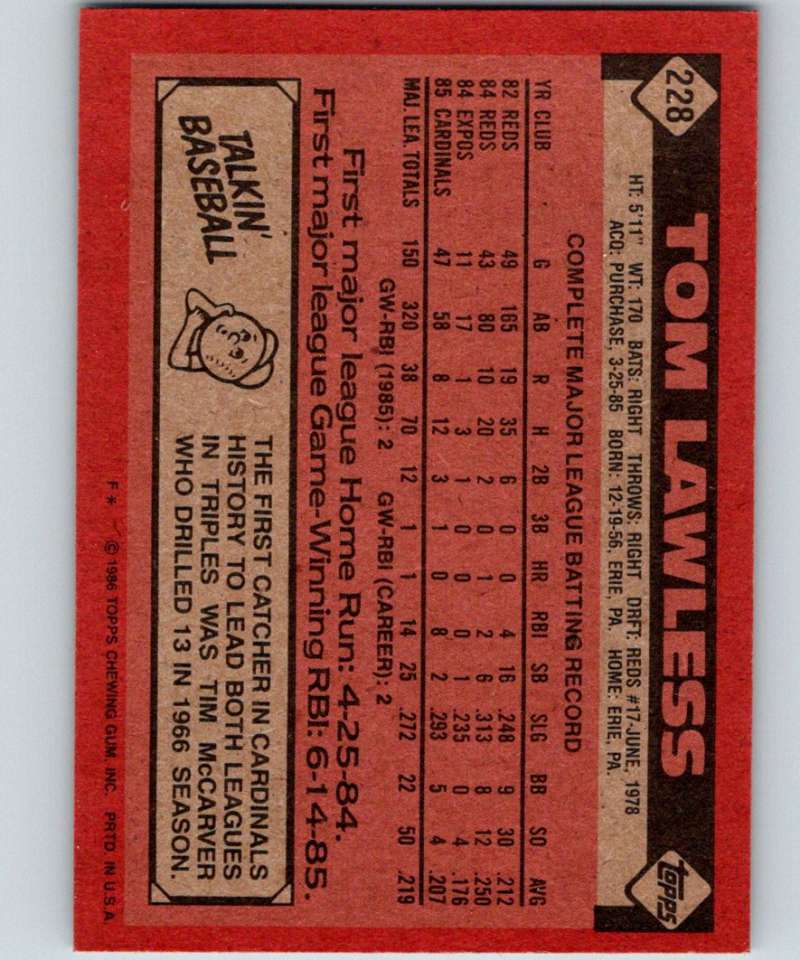 228
TOM LAWLESS
topps
HT: 5'11" WT: 170 BATS: RIGHT THROWS: RIGHT DRFT: REDS #17-JUNE, 1978
ACQ: PURCHASE, 3-25-85 BORN: 12-19-56, ERIE, PA. HOME: ERIE, PA.
COMPLETE MAJOR LEAGUE BATTING RECORD
YR CLUB G AB R H 2B 3B HR RBI SB SLG BB SO AVG
82 REDS 49 165 19 35 6 0 0 4 16 .248 9 30 .212
84 REDS 43 80 10 20 2 0 1 2 6 .313 8 12 .250
84 EXPOS 11 17 1 3 1 0 0 0 1 .235 0 4 .176
85 CARDINALS 47 58 8 12 3 1 0 8 2 .293 5 4 .207
MAJ. LEA. TOTALS 150 320 38 70 12 1 1 14 25 .272 22 50 .219
GW-RBI (1985): 2 GW-RBI (CAREER): 2
First major league Home Run: 4-25-84.
First major league Game-Winning RBI: 6-14-85.
TALKIN'
BASEBALL
THE FIRST CATCHER IN CARDINALS
HISTORY TO LEAD BOTH LEAGUES
IN TRIPLES WAS TIM McCARVER
WHO DRILLED 13 IN 1966 SEASON.
F* © 1986 TOPPS CHEWING GUM, INC. PRTD. IN U.S.A.